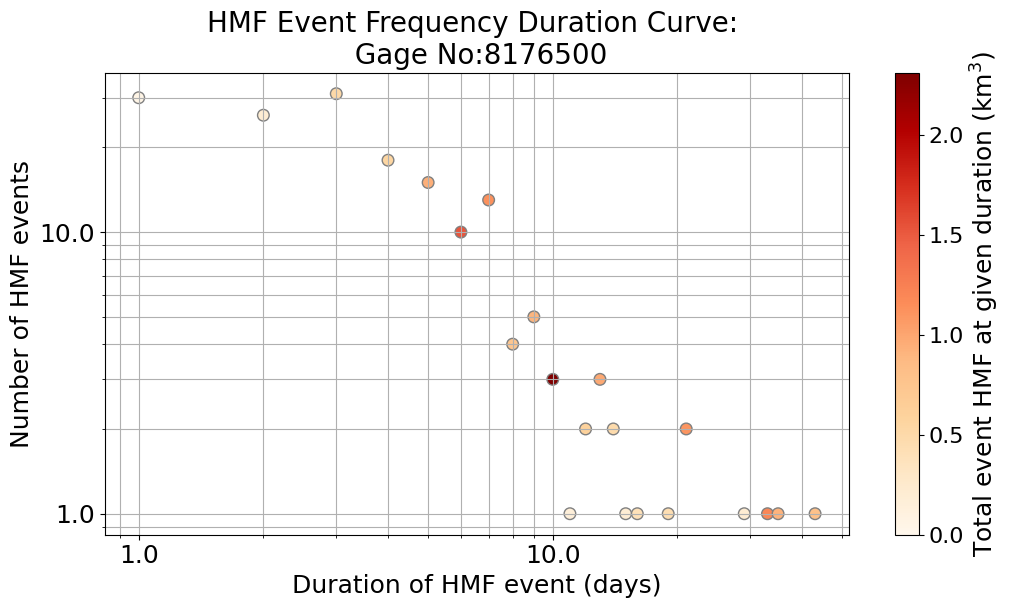 HMF Event Frequency Duration Curve:
Gage No:8176500
Number of HMF events
10.0
1.0
1.0
10.0
Duration of HMF event (days)
2.0
1.5
1.0
0.5
0.0
Total event HMF at given duration (km³)